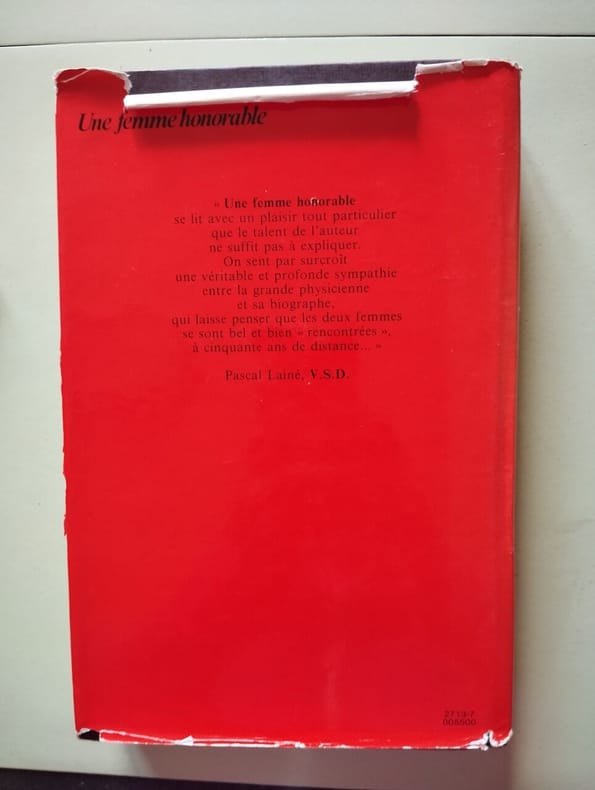 Une femme honorable
« Une femme honorable
se lit avec un plaisir tout particulier
que le talent de l'auteur
ne suffit pas à expliquer.
On sent par surcroît
une véritable et profonde sympathie
entre la grande physicienne
et sa biographe,
qui laisse penser que les deux femmes
se sont bel et bien « rencontrées »,
à cinquante ans de distance... »
Pascal Lainé, V.S.D.
2713-7
005500